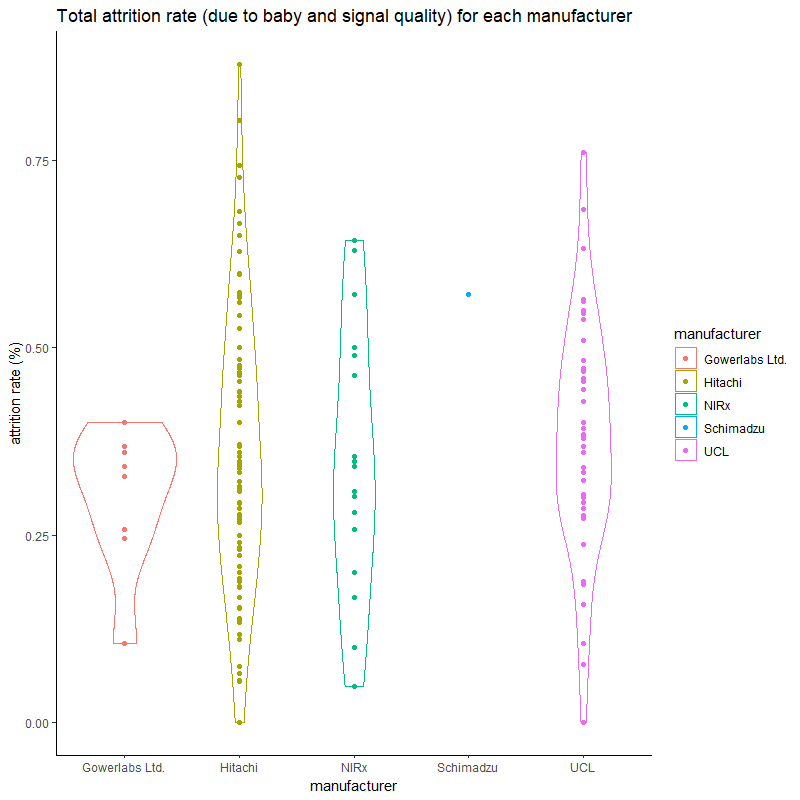 Total attrition rate (due to baby and signal quality) for each manufacturer
attrition rate (%)
0.75
0.50
0.25
0.00
Gowerlabs Ltd.
Hitachi
NIRx
Schimadzu
UCL
manufacturer
manufacturer
Gowerlabs Ltd.
Hitachi
NIRx
Schimadzu
UCL